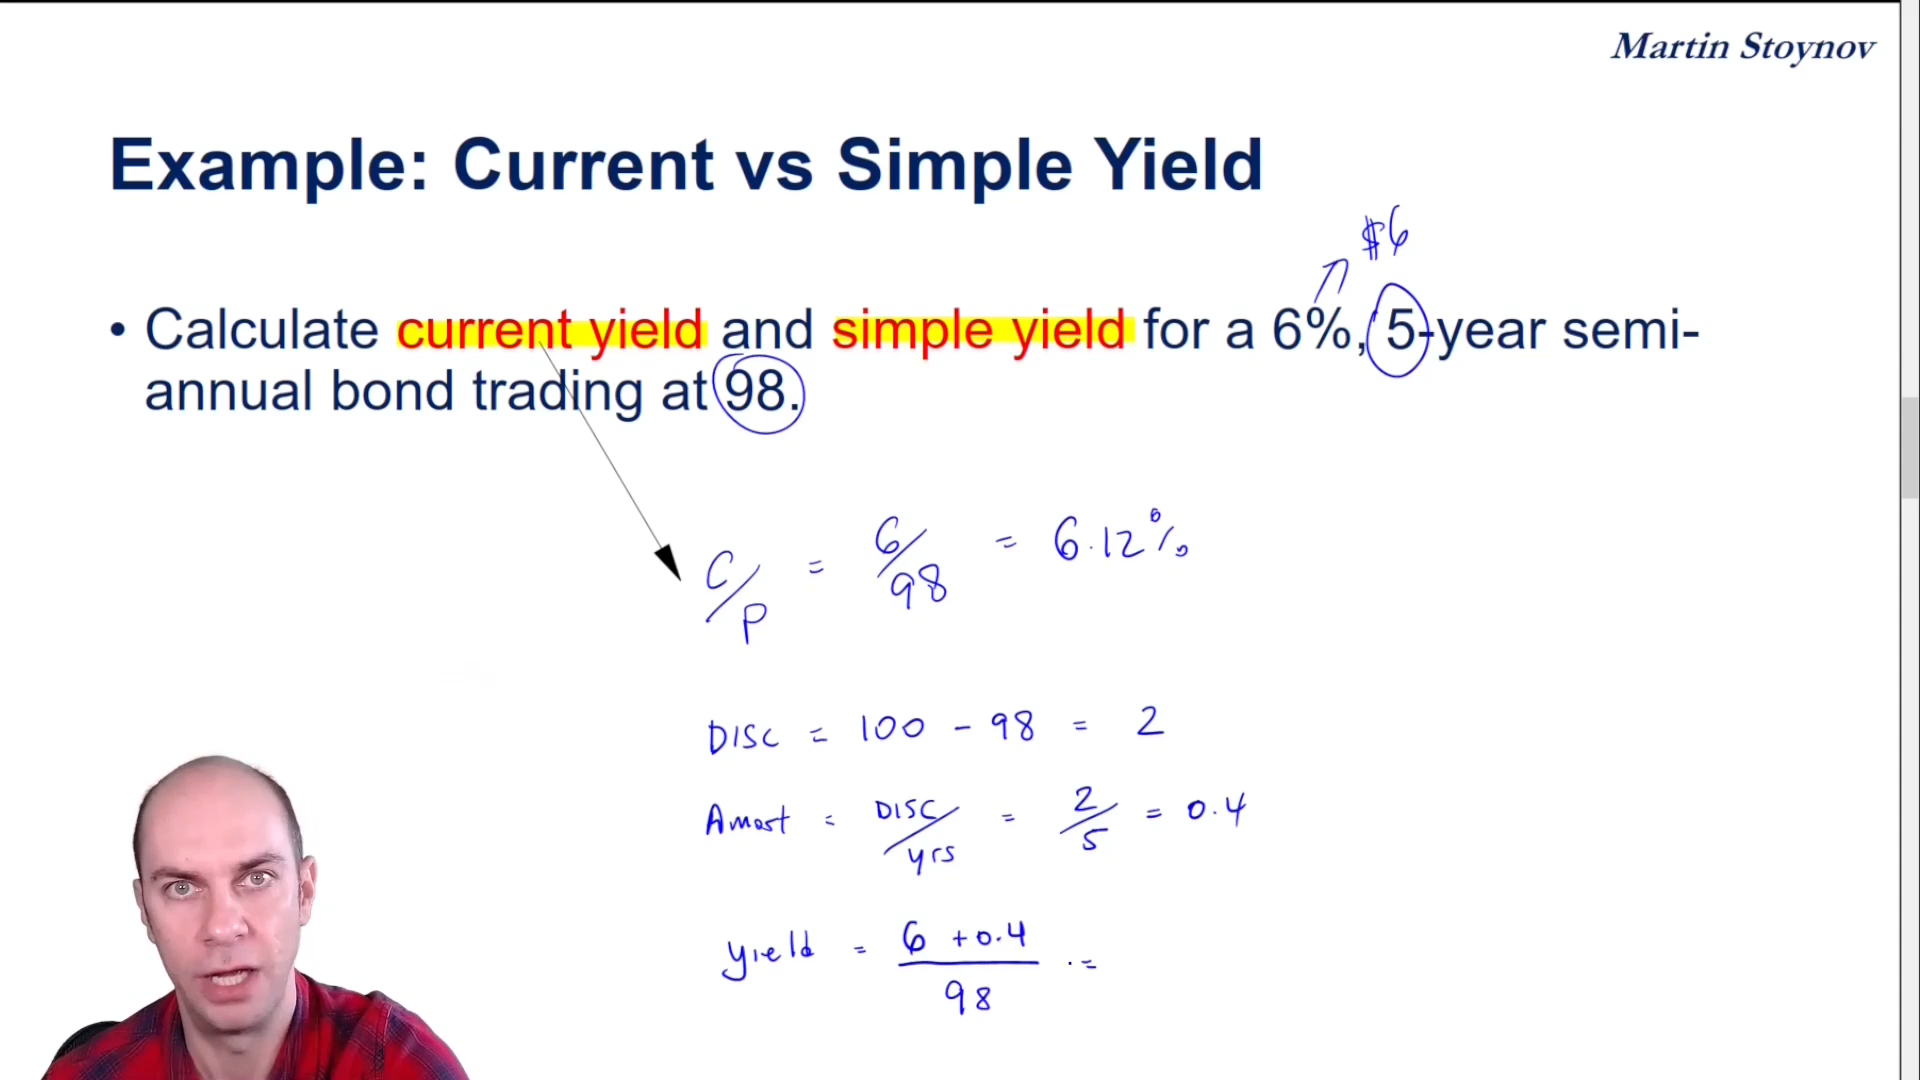 Martin Stoynov
Example: Current vs Simple Yield
$6
• Calculate current yield and simple yield for a 6%, 5-year semi-
annual bond trading at 98.
C/P = 6/98 = 6.12%
DISC = 100 - 98 = 2
Amort = DISC/yrs = 2/5 = 0.4
Yield = 6 + 0.4 / 98 =